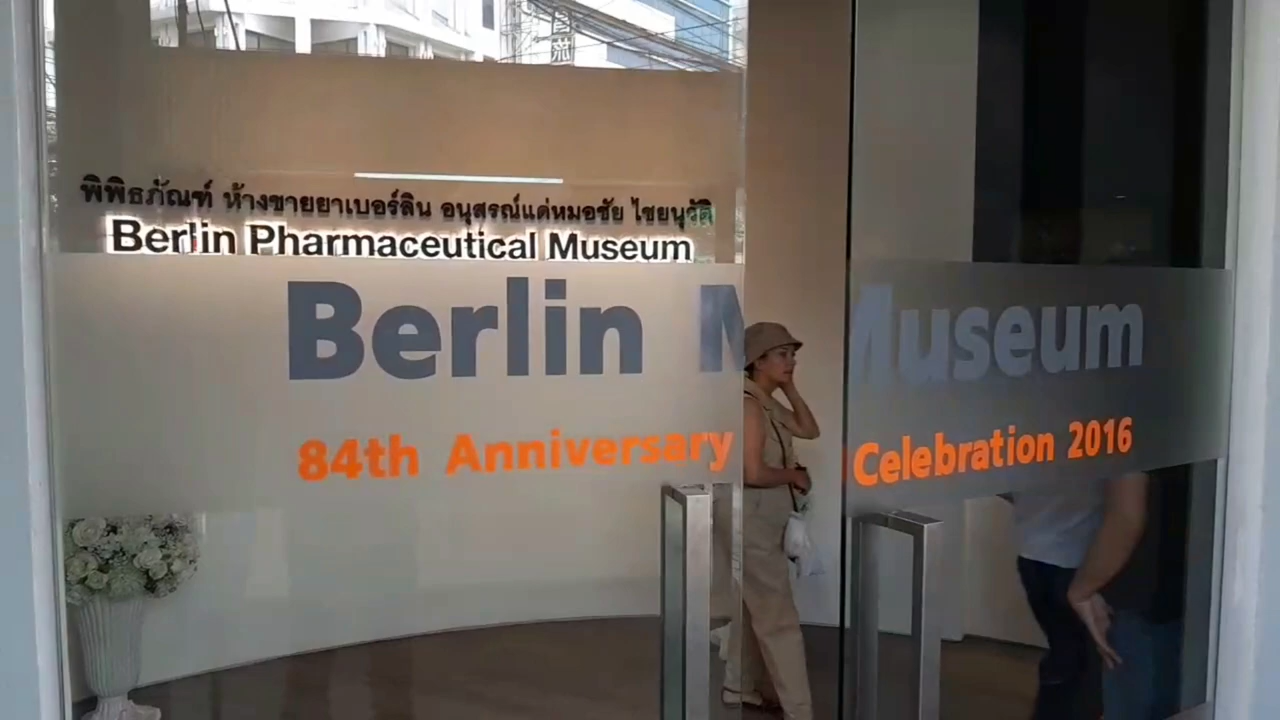 พิพิธภัณฑ์ ห้างขายยาเบอร์ลิน อนุสรณ์แด่หมอชัย ไชยนุวัติ
Berlin Pharmaceutical Museum
Berlin Museum
84th Anniversary Celebration 2016